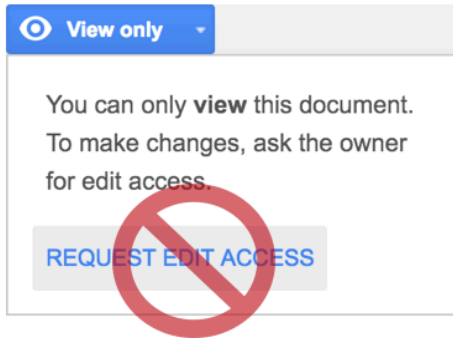 View only
You can only view this document.
To make changes, ask the owner
for edit access.
REQUEST EDIT ACCESS